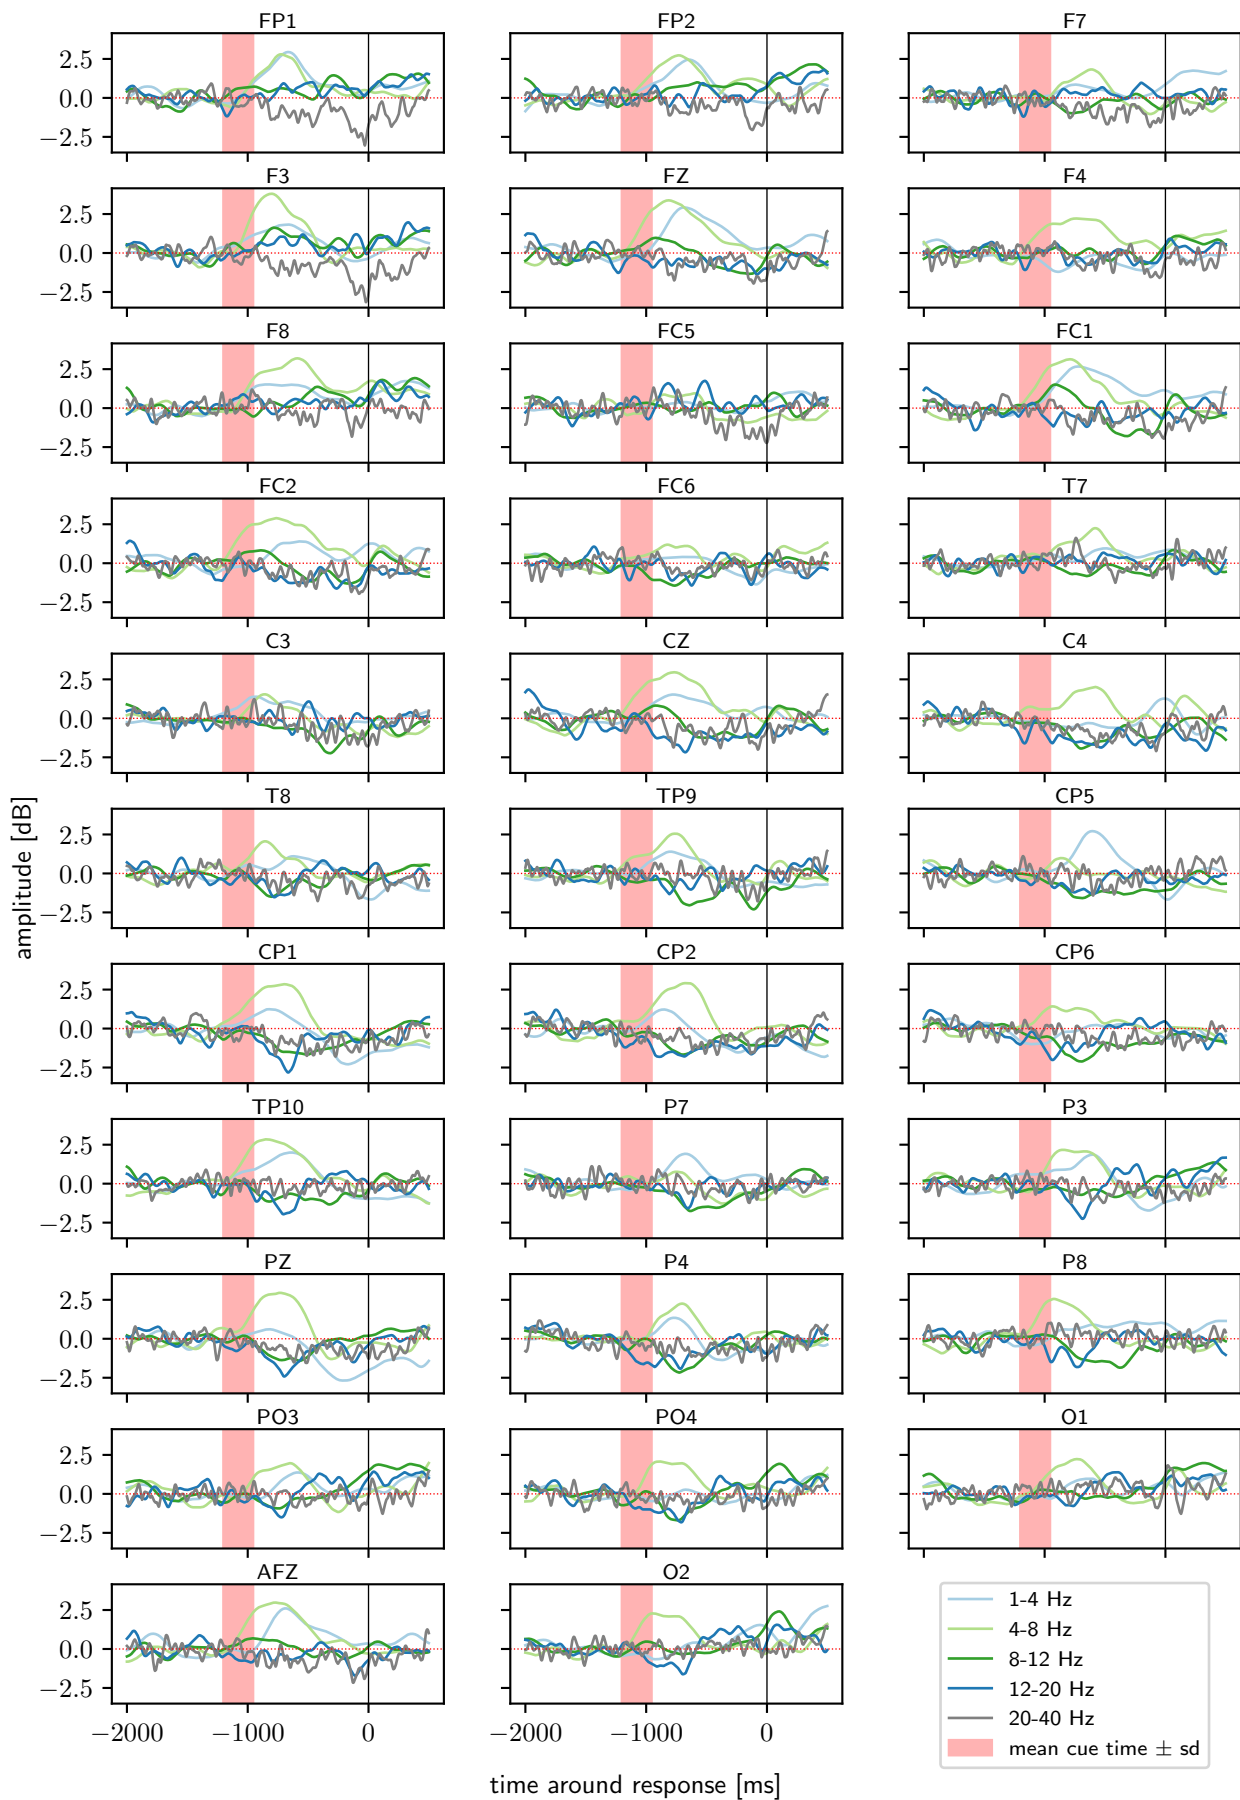 FP1 FP2 F7
2.5
0.0
−2.5
F3 FZ F4
2.5
0.0
−2.5
F8 FC5 FC1
2.5
0.0
−2.5
FC2 FC6 T7
2.5
0.0
−2.5
C3 CZ C4
2.5
0.0
−2.5
T8 TP9 CP5
2.5
0.0
−2.5
amplitude [dB]
CP1 CP2 CP6
2.5
0.0
−2.5
TP10 P7 P3
2.5
0.0
−2.5
PZ P4 P8
2.5
0.0
−2.5
PO3 PO4 O1
2.5
0.0
−2.5
AFZ O2
2.5
0.0
−2.5
−2000 −1000 0 −2000 −1000 0
time around response [ms]
1-4 Hz
4-8 Hz
8-12 Hz
12-20 Hz
20-40 Hz
mean cue time ± sd